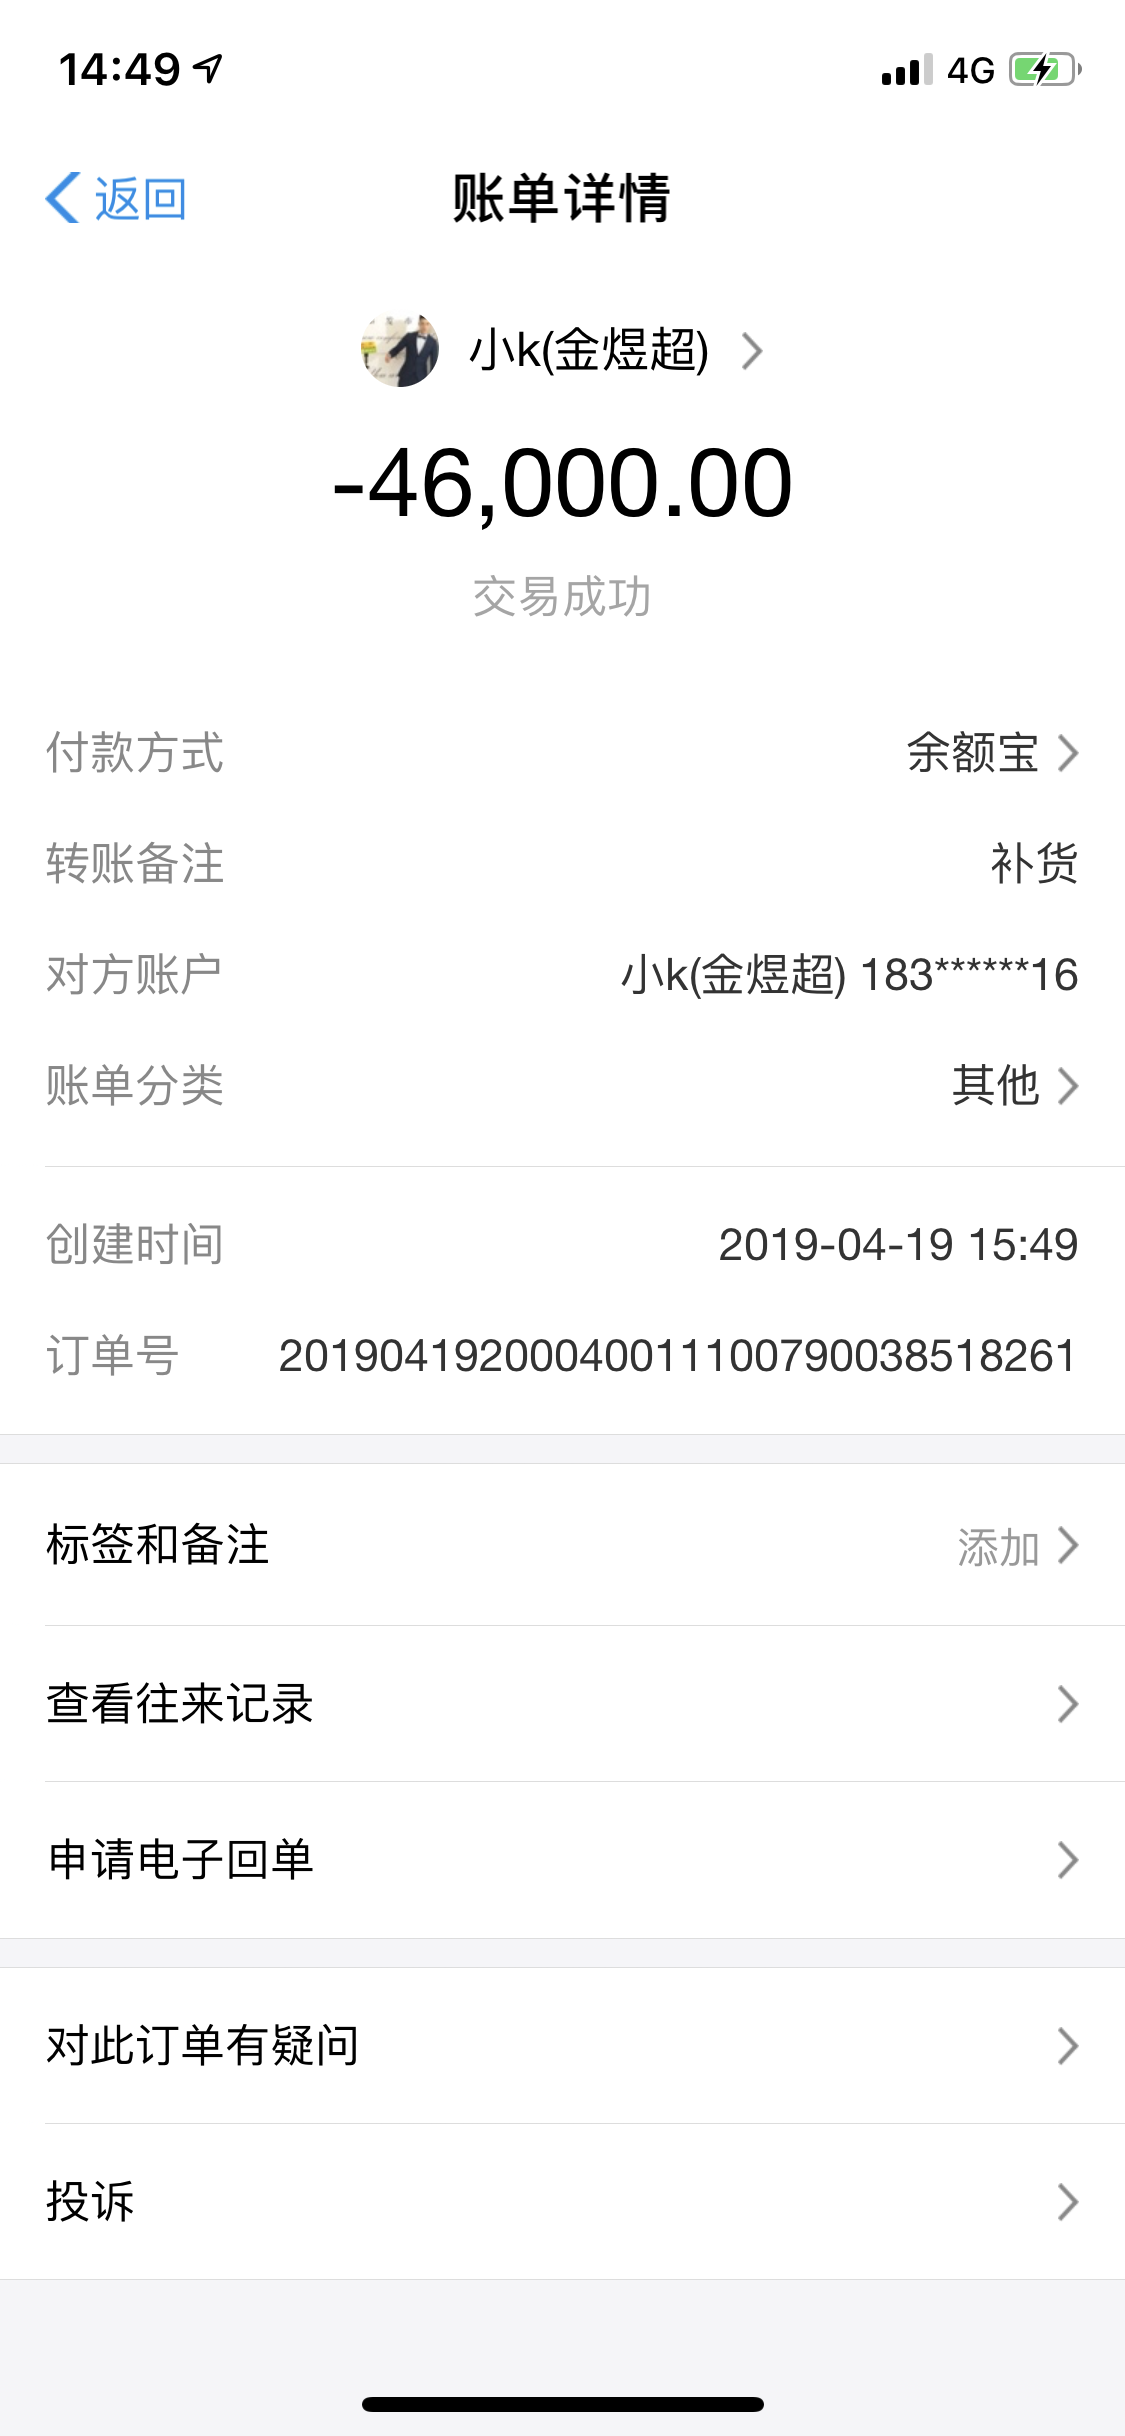 14:49 4G
返回 账单详情
小k(金煜超)
-46,000.00
交易成功
付款方式 余额宝
转账备注 补货
对方账户 小k(金煜超) 183******16
账单分类 其他
创建时间 2019-04-19 15:49
订单号 20190419200040011100790038518261
标签和备注 添加
查看往来记录
申请电子回单
对此订单有疑问
投诉